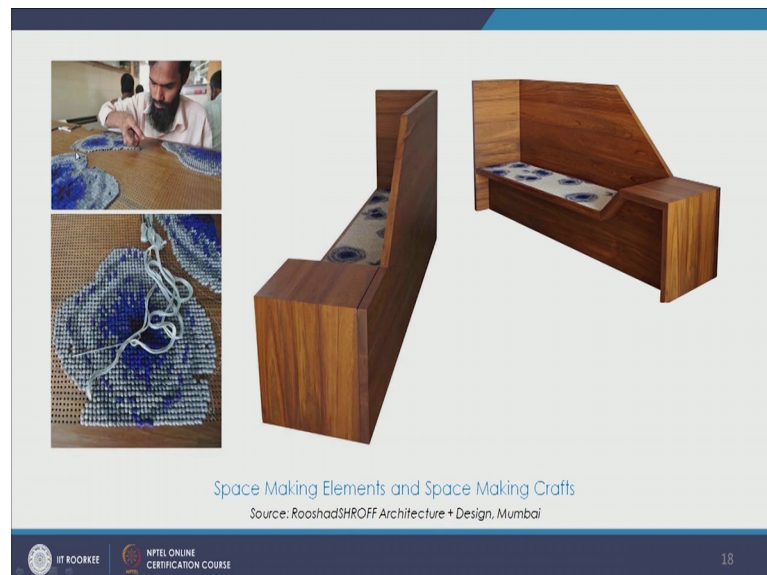 Space Making Elements and Space Making Crafts
Source: RooshadSHROFF Architecture + Design, Mumbai
IIT ROORKEE
NPTEL ONLINE
CERTIFICATION COURSE
18